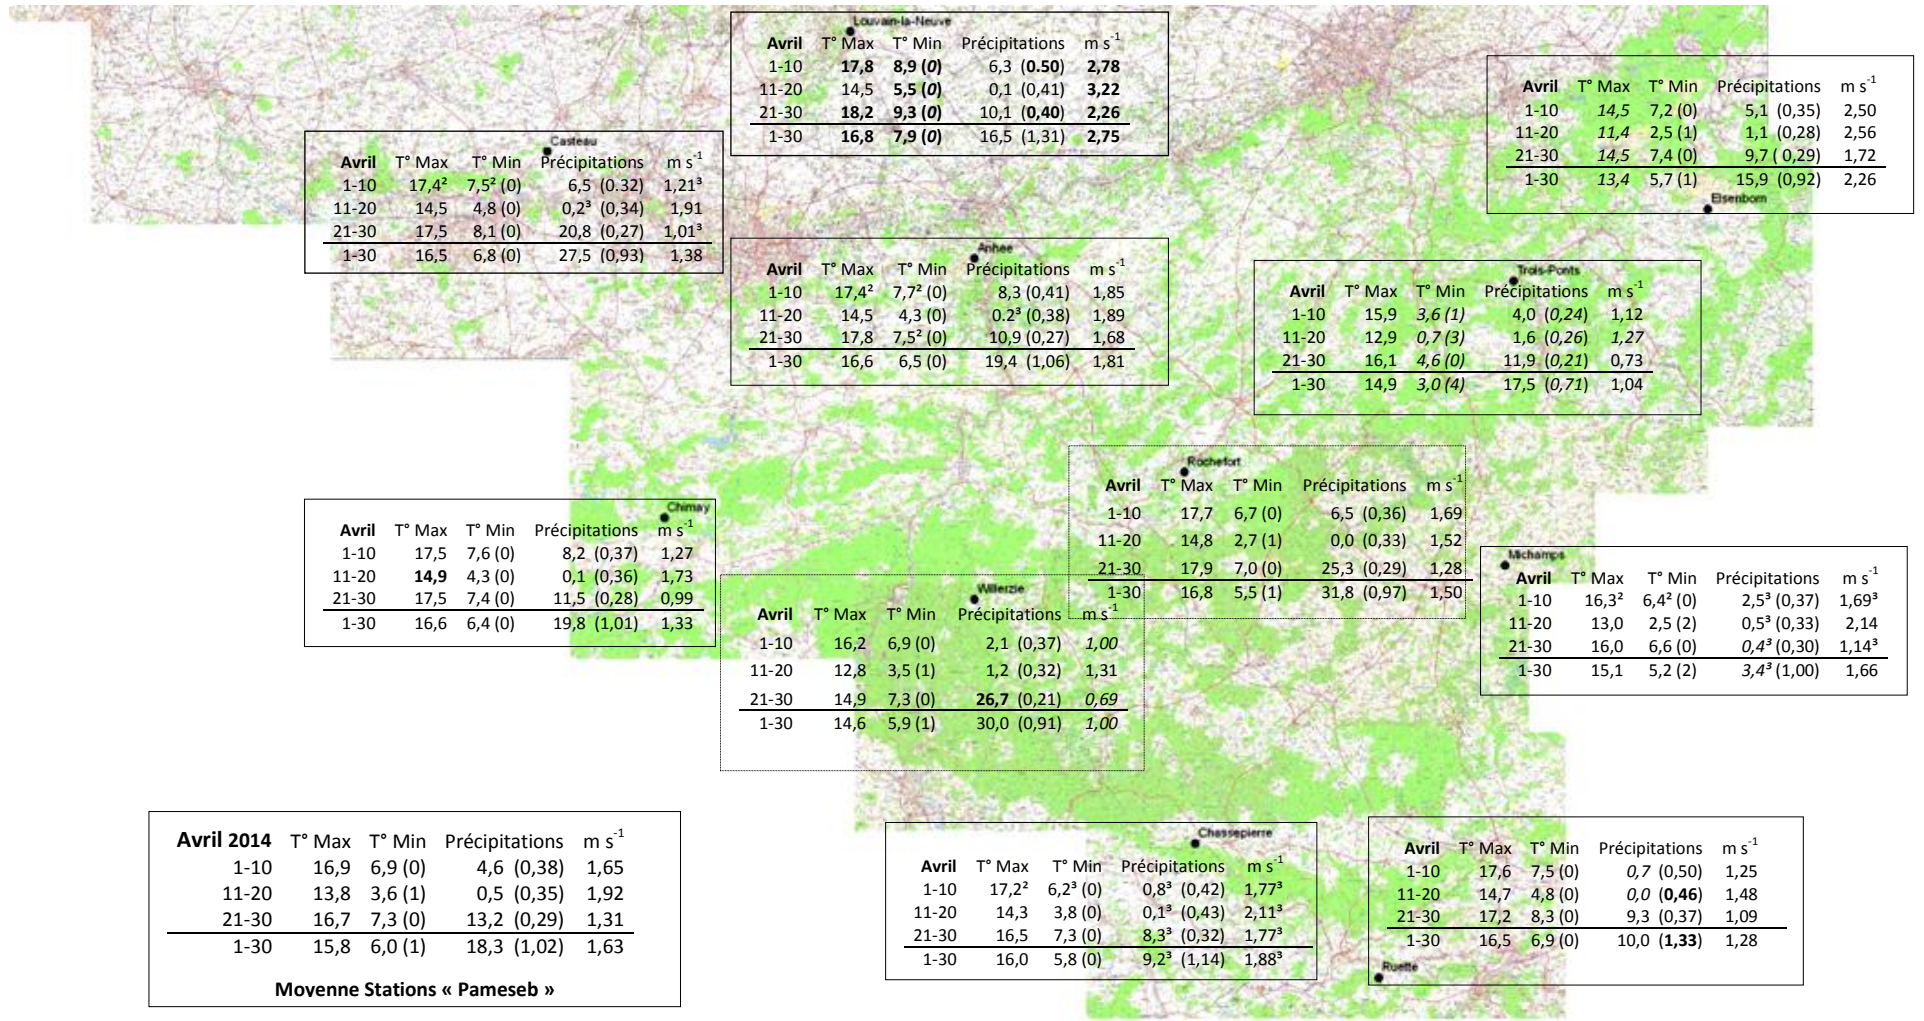 Louvain-la-Neuve
Avril T° Max T° Min Précipitations m s-1
1-10 17,8 8,9 (0) 6,3 (0.50) 2,78
11-20 14,5 5,5 (0) 0,1 (0,41) 3,22
21-30 18,2 9,3 (0) 10,1 (0,40) 2,26
1-30 16,8 7,9 (0) 16,5 (1,31) 2,75
Avril T° Max T° Min Précipitations m s-1
1-10 14,5 7,2 (0) 5,1 (0,35) 2,50
11-20 11,4 2,5 (1) 1,1 (0,28) 2,56
21-30 14,5 7,4 (0) 9,7 ( 0,29) 1,72
1-30 13,4 5,7 (1) 15,9 (0,92) 2,26
Elsenborn
Casteau
Avril T° Max T° Min Précipitations m s-1
1-10 17,4² 7,5² (0) 6,5 (0.32) 1,21³
11-20 14,5 4,8 (0) 0,2³ (0,34) 1,91
21-30 17,5 8,1 (0) 20,8 (0,27) 1,01³
1-30 16,5 6,8 (0) 27,5 (0,93) 1,38
Anhee
Avril T° Max T° Min Précipitations m s-1
1-10 17,4² 7,7² (0) 8,3 (0,41) 1,85
11-20 14,5 4,3 (0) 0.2³ (0,38) 1,89
21-30 17,8 7,5² (0) 10,9 (0,27) 1,68
1-30 16,6 6,5 (0) 19,4 (1,06) 1,81
Trois-Ponts
Avril T° Max T° Min Précipitations m s-1
1-10 15,9 3,6 (1) 4,0 (0,24) 1,12
11-20 12,9 0,7 (3) 1,6 (0,26) 1,27
21-30 16,1 4,6 (0) 11,9 (0,21) 0,73
1-30 14,9 3,0 (4) 17,5 (0,71) 1,04
Rochefort
Avril T° Max T° Min Précipitations m s-1
1-10 17,7 6,7 (0) 6,5 (0,36) 1,69
11-20 14,8 2,7 (1) 0,0 (0,33) 1,52
21-30 17,9 7,0 (0) 25,3 (0,29) 1,28
1-30 16,8 5,5 (1) 31,8 (0,97) 1,50
Chimay
Avril T° Max T° Min Précipitations m s-1
1-10 17,5 7,6 (0) 8,2 (0,37) 1,27
11-20 14,9 4,3 (0) 0,1 (0,36) 1,73
21-30 17,5 7,4 (0) 11,5 (0,28) 0,99
1-30 16,6 6,4 (0) 19,8 (1,01) 1,33
Willerzie
Avril T° Max T° Min Précipitations m s-1
1-10 16,2 6,9 (0) 2,1 (0,37) 1,00
11-20 12,8 3,5 (1) 1,2 (0,32) 1,31
21-30 14,9 7,3 (0) 26,7 (0,21) 0,69
1-30 14,6 5,9 (1) 30,0 (0,91) 1,00
Michamps
Avril T° Max T° Min Précipitations m s-1
1-10 16,3² 6,4² (0) 2,5³ (0,37) 1,69³
11-20 13,0 2,5 (2) 0,5³ (0,33) 2,14
21-30 16,0 6,6 (0) 0,4³ (0,30) 1,14³
1-30 15,1 5,2 (2) 3,4³ (1,00) 1,66
Avril 2014 T° Max T° Min Précipitations m s-1
1-10 16,9 6,9 (0) 4,6 (0,38) 1,65
11-20 13,8 3,6 (1) 0,5 (0,35) 1,92
21-30 16,7 7,3 (0) 13,2 (0,29) 1,31
1-30 15,8 6,0 (1) 18,3 (1,02) 1,63
Moyenne Stations « Pameseb »
Chassepierre
Avril T° Max T° Min Précipitations m s-1
1-10 17,2² 6,2³ (0) 0,8³ (0,42) 1,77³
11-20 14,3 3,8 (0) 0,1³ (0,43) 2,11³
21-30 16,5 7,3 (0) 8,3³ (0,32) 1,77³
1-30 16,0 5,8 (0) 9,2³ (1,14) 1,88³
Avril T° Max T° Min Précipitations m s-1
1-10 17,6 7,5 (0) 0,7 (0,50) 1,25
11-20 14,7 4,8 (0) 0,0 (0,46) 1,48
21-30 17,2 8,3 (0) 9,3 (0,37) 1,09
1-30 16,5 6,9 (0) 10,0 (1,33) 1,28
Ruette